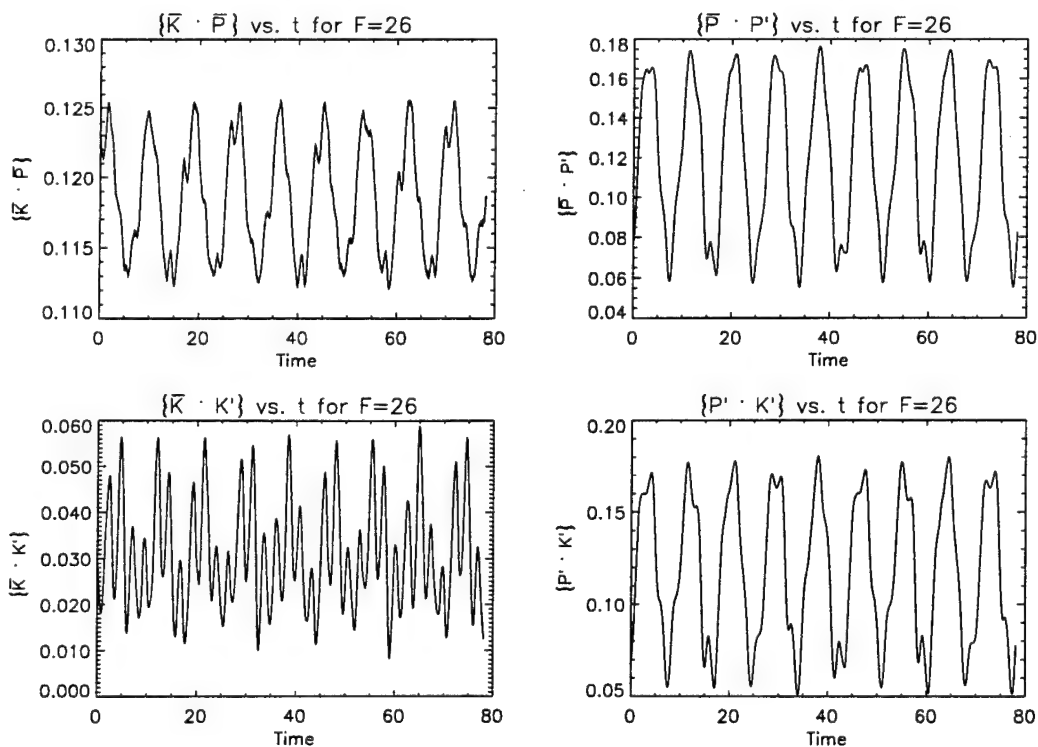 {K̅ · P̅} vs. t for F=26
0.130
0.125
0.120
0.115
0.110
{K̅ · P̅}
0 20 40 60 80
Time
{P̅ · P'} vs. t for F=26
0.18
0.16
0.14
0.12
0.10
0.08
0.06
0.04
{P̅ · P'}
0 20 40 60 80
Time
{K̅ · K'} vs. t for F=26
0.060
0.050
0.040
0.030
0.020
0.010
0.000
{K̅ · K'}
0 20 40 60 80
Time
{P' · K'} vs. t for F=26
0.20
0.15
0.10
0.05
{P' · K'}
0 20 40 60 80
Time